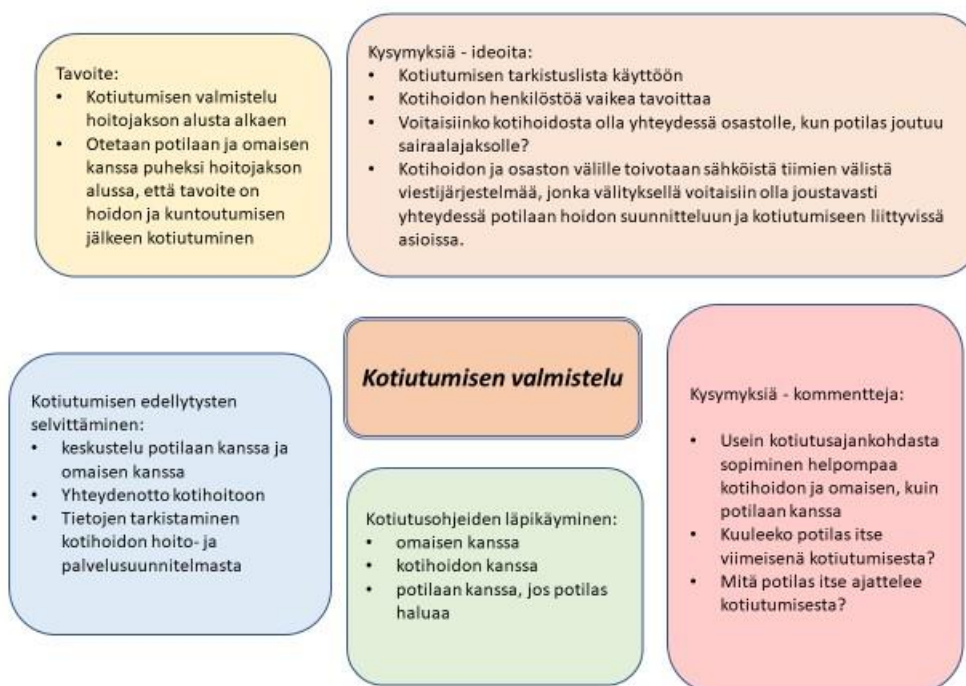 Tavoite:
• Kotiutumisen valmistelu
hoitojakson alusta alkaen
• Otetaan potilaan ja omaisen
kanssa puheksi hoitojakson
alussa, että tavoite on
hoidon ja kuntoutumisen
jälkeen kotiutuminen
Kysymyksiä - ideoita:
• Kotiutumisen tarkistuslista käyttöön
• Kotihoidon henkilöstöä vaikea tavoittaa
• Voitaisiinko kotihoidosta olla yhteydessä osastolle, kun potilas joutuu
sairaalajaksolle?
• Kotihoidon ja osaston välille toivotaan sähköistä tiimien välistä
viestijärjestelmää, jonka välityksellä voitaisiin olla joustavasti
yhteydessä potilaan hoidon suunnitteluun ja kotiutumiseen liittyvissä
asioissa.
Kotiutumisen valmistelu
Kotiutumisen edellytysten
selvittäminen:
• keskustelu potilaan kanssa ja
omaisen kanssa
• Yhteydenotto kotihoitoon
• Tietojen tarkistaminen
kotihoidon hoito- ja
palvelusuunnitelmasta
Kotiutusohjeiden läpikäyminen:
• omaisen kanssa
• kotihoidon kanssa
• potilaan kanssa, jos potilas
haluaa
Kysymyksiä - kommentteja:
• Usein kotiutusajankohdasta
sopiminen helpompaa
kotihoidon ja omaisen, kuin
potilaan kanssa
• Kuuleeko potilas itse
viimeisenä kotiutumisesta?
• Mitä potilas itse ajattelee
kotiutumisesta?